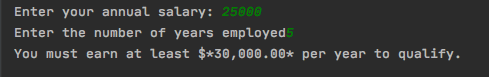 Enter your annual salary: 25000
Enter the number of years employed5
You must earn at least $*30,000.00* per year to qualify.